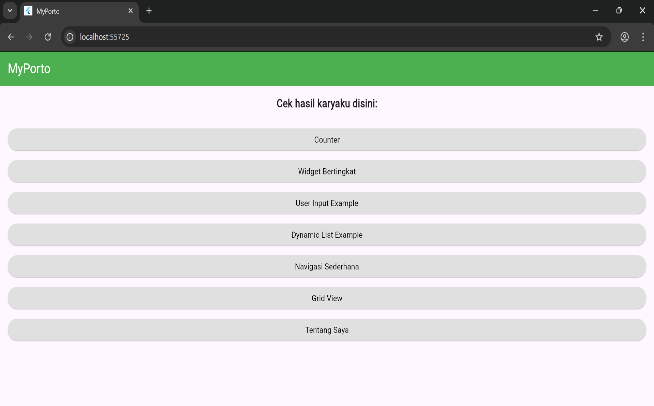 MyPorto
localhost:55725
MyPorto
Cek hasil karyaku disini:
Counter
Widget Bertingkat
User Input Example
Dynamic List Example
Navigasi Sederhana
Grid View
Tentang Saya